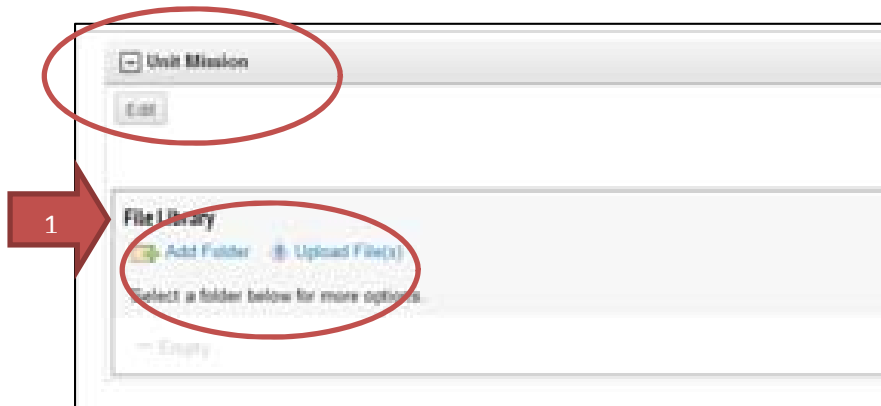 Unit Mission
Edit
1
File Library
Add Folder Upload File(s)
Select a folder below for more options.
Empty